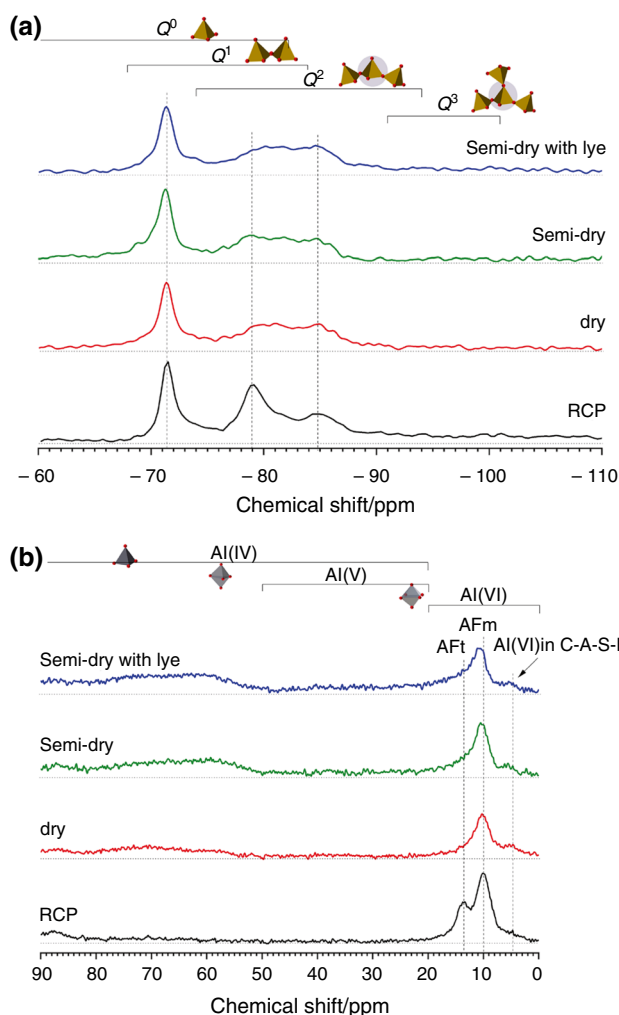 (a)
Q⁰
Q¹
Q²
Q³
Semi-dry with lye
Semi-dry
dry
RCP
– 60 – 70 – 80 – 90 – 100 – 110
Chemical shift/ppm
(b)
Al(IV)
Al(V)
Al(VI)
AFt AFm Al(VI)in C-A-S-
Semi-dry with lye
Semi-dry
dry
RCP
90 80 70 60 50 40 30 20 10 0
Chemical shift/ppm